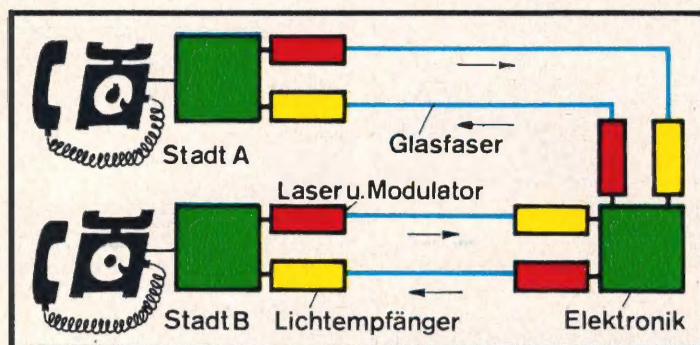 Stadt A
Glasfaser
Laser u. Modulator
Stadt B
Lichtempfänger
Elektronik